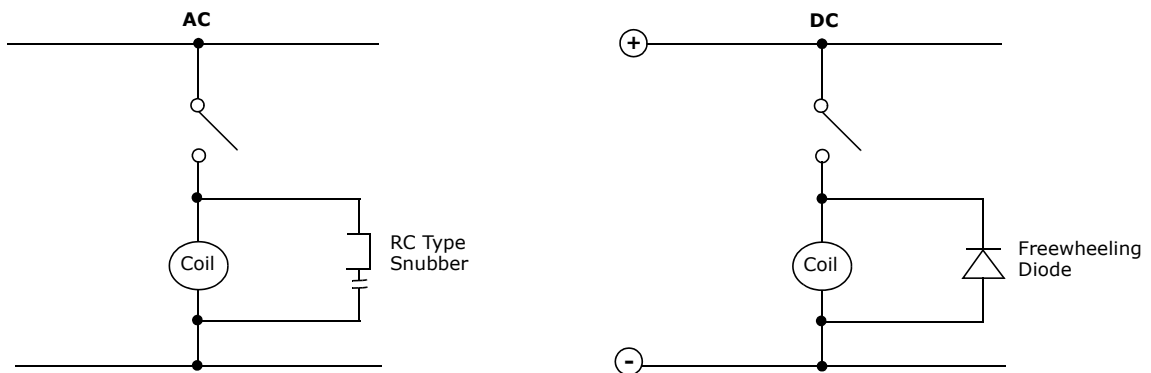 AC
DC
+
Coil
RC Type
Snubber
Coil
Freewheeling
Diode
-